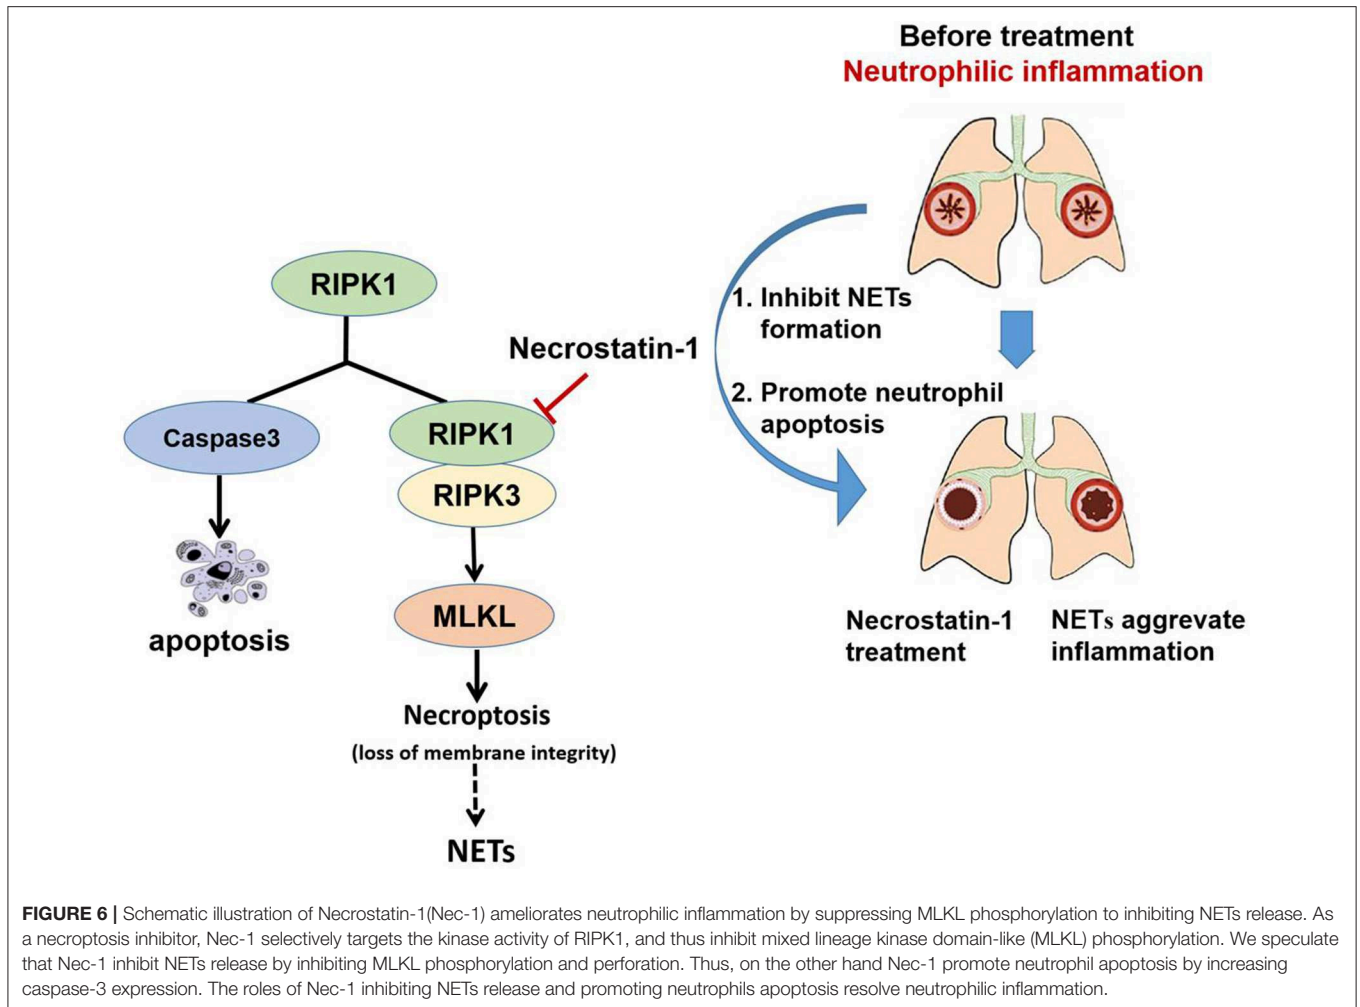 Before treatment
Neutrophilic inflammation
RIPK1
Necrostatin-1
Caspase3
RIPK1
RIPK3
apoptosis
MLKL
Necroptosis
(loss of membrane integrity)
NETs
1. Inhibit NETs
formation
2. Promote neutrophil
apoptosis
Necrostatin-1
treatment
NETs aggrevate
inflammation
FIGURE 6 | Schematic illustration of Necrostatin-1(Nec-1) ameliorates neutrophilic inflammation by suppressing MLKL phosphorylation to inhibiting NETs release. As
a necroptosis inhibitor, Nec-1 selectively targets the kinase activity of RIPK1, and thus inhibit mixed lineage kinase domain-like (MLKL) phosphorylation. We speculate
that Nec-1 inhibit NETs release by inhibiting MLKL phosphorylation and perforation. Thus, on the other hand Nec-1 promote neutrophil apoptosis by increasing
caspase-3 expression. The roles of Nec-1 inhibiting NETs release and promoting neutrophils apoptosis resolve neutrophilic inflammation.